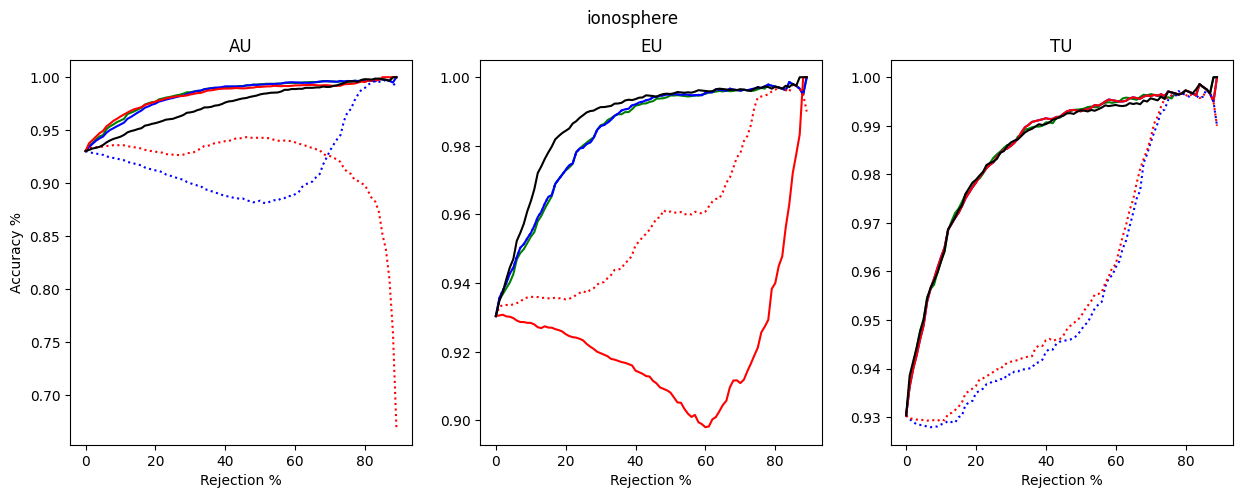 ionosphere
AU
EU
TU
Accuracy %
1.00
0.95
0.90
0.85
0.80
0.75
0.70
0 20 40 60 80
Rejection %
1.00
0.98
0.96
0.94
0.92
0.90
0 20 40 60 80
Rejection %
1.00
0.99
0.98
0.97
0.96
0.95
0.94
0.93
0 20 40 60 80
Rejection %